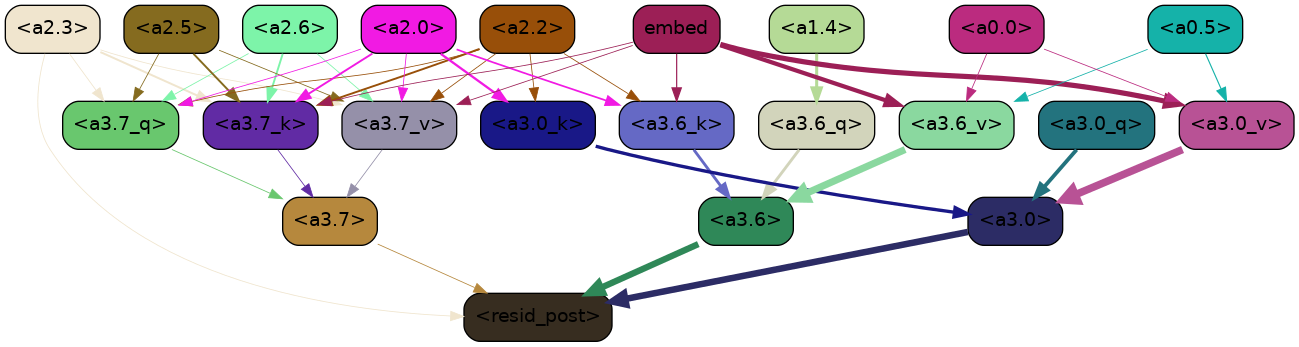 <a2.3> <a2.5> <a2.6> <a2.0> <a2.2> embed <a1.4> <a0.0> <a0.5>
<a3.7_q> <a3.7_k> <a3.7_v> <a3.0_k> <a3.6_k> <a3.6_q> <a3.6_v> <a3.0_q> <a3.0_v>
<a3.7> <a3.6> <a3.0>
<resid_post>